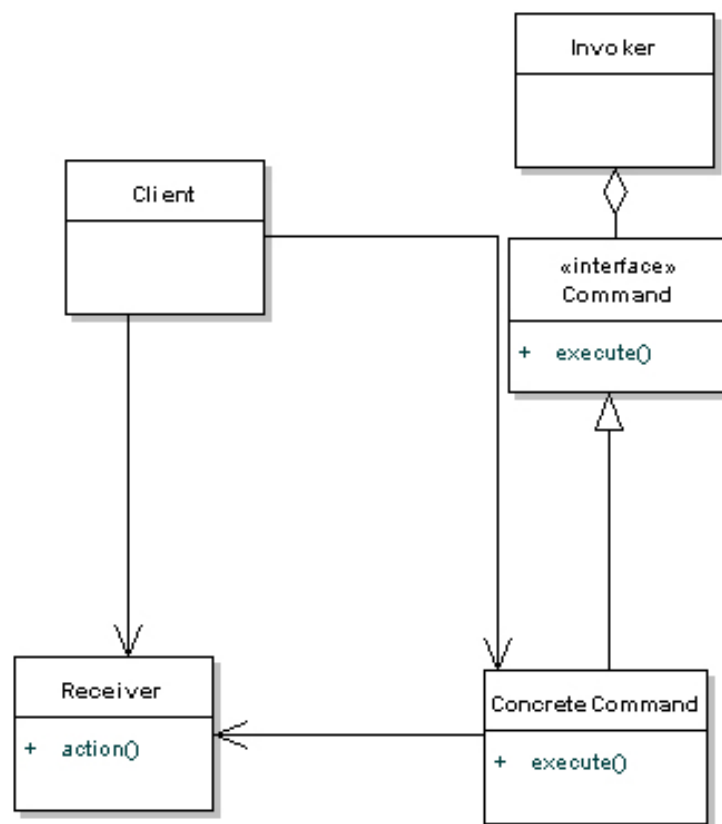 Invoker
Client
«interface»
Command
+ execute()
Receiver
+ action()
Concrete Command
+ execute()